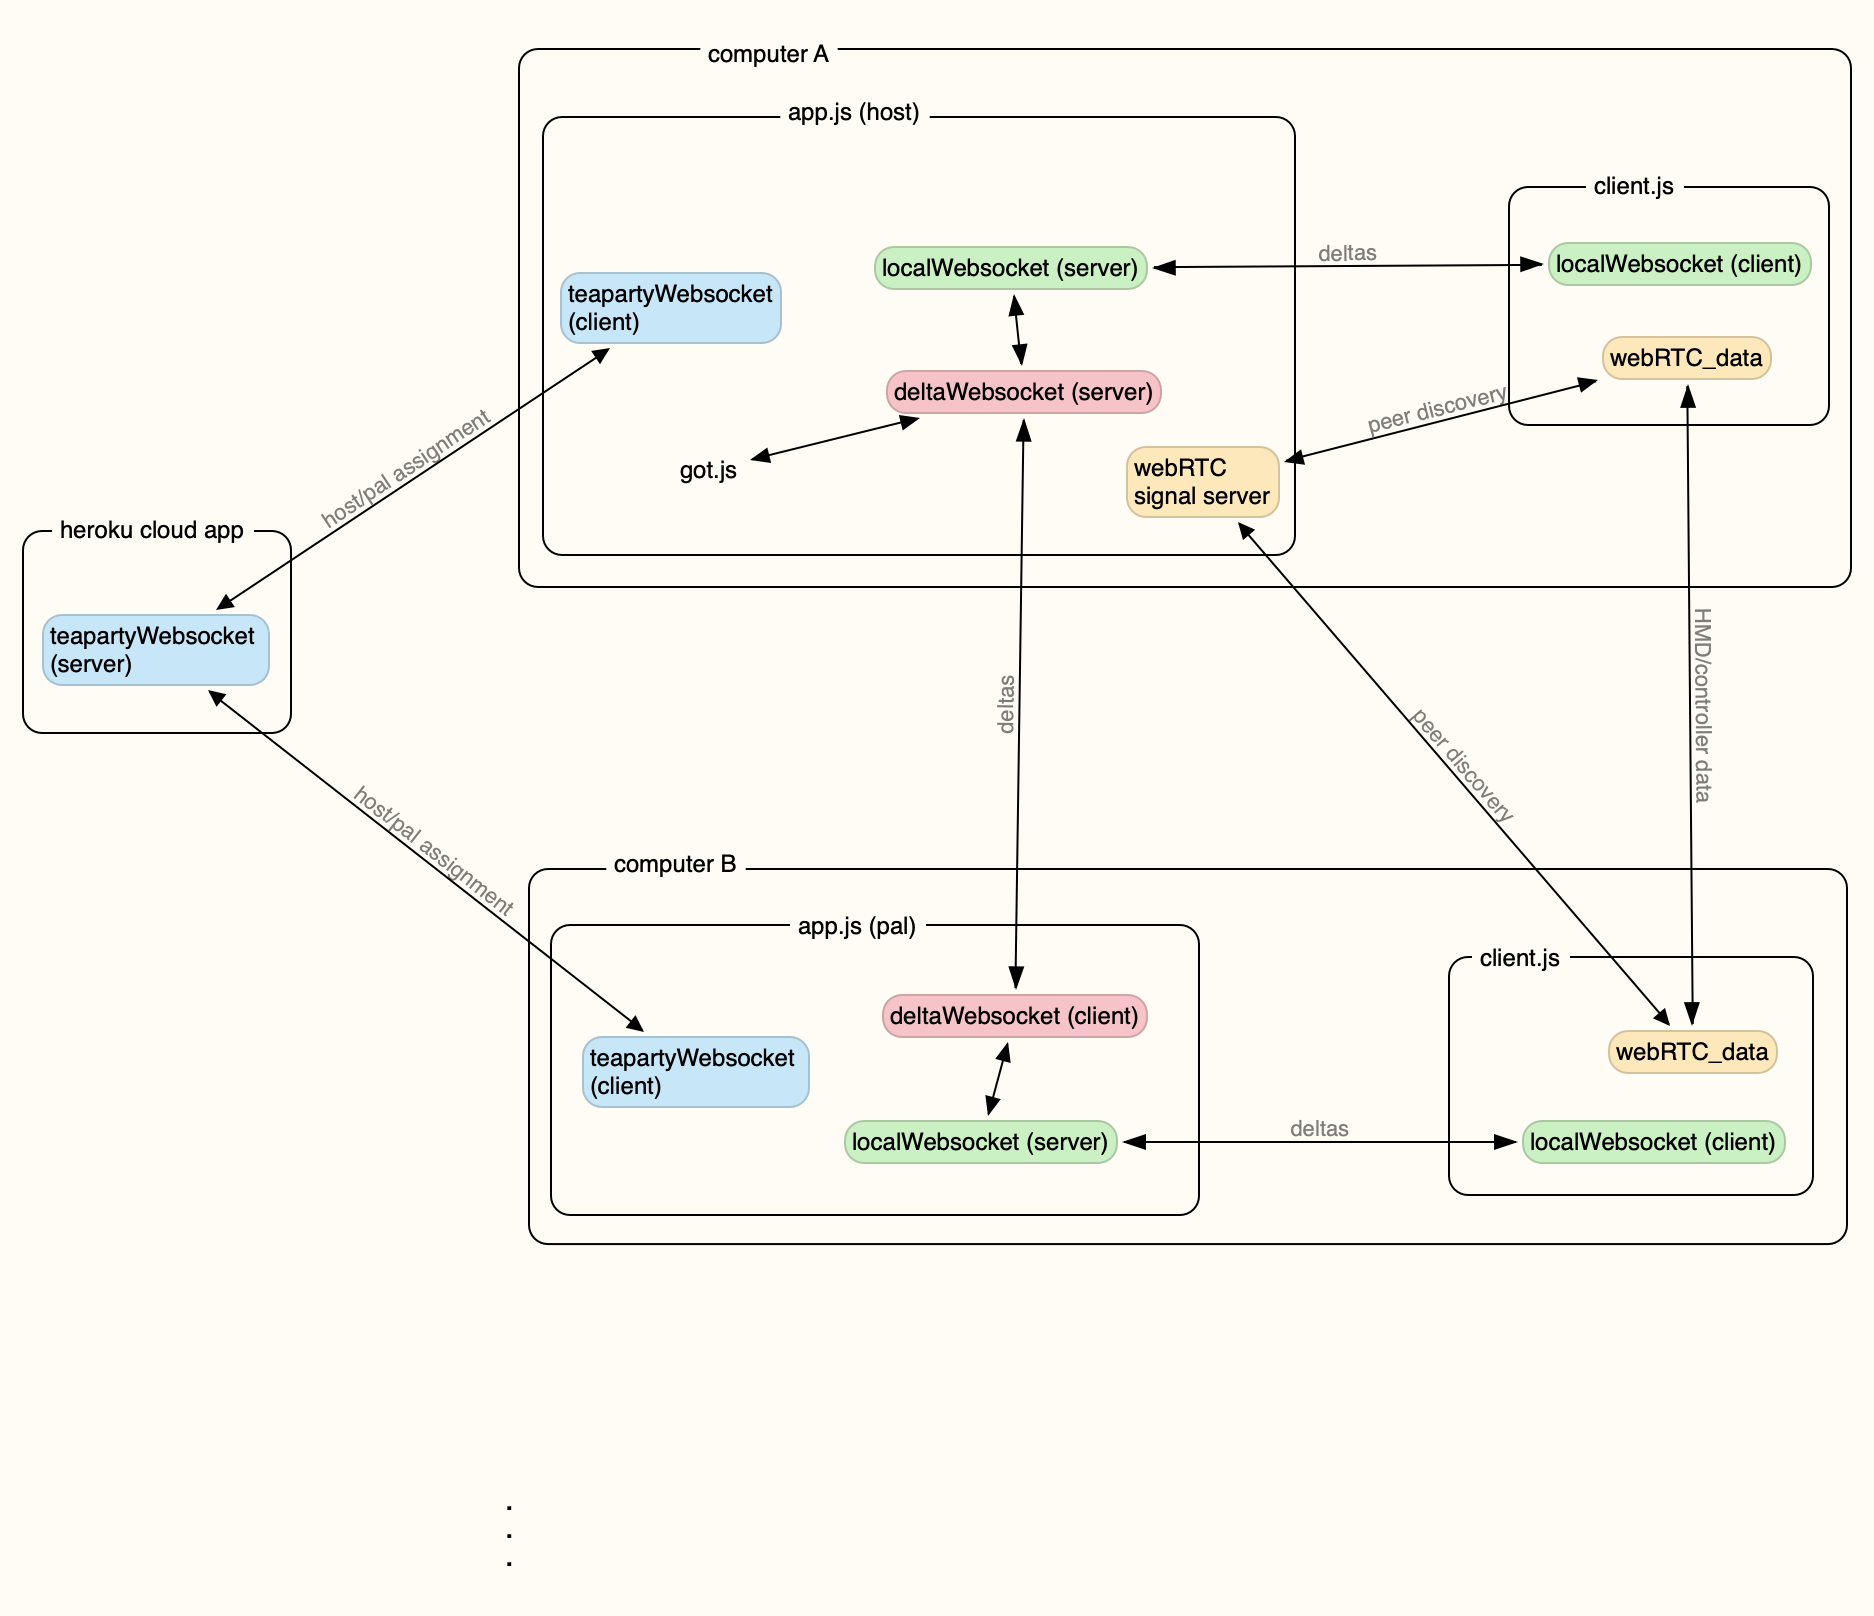 computer A
app.js (host)
client.js
localWebsocket (server)
deltas
localWebsocket (client)
teapartyWebsocket
(client)
webRTC_data
deltaWebsocket (server)
peer discovery
host/pal assignment
got.js
webRTC
signal server
heroku cloud app
teapartyWebsocket
(server)
HMD/controller data
deltas
peer discovery
host/pal assignment
computer B
app.js (pal)
client.js
deltaWebsocket (client)
teapartyWebsocket
(client)
webRTC_data
localWebsocket (server)
deltas
localWebsocket (client)
.
.
.